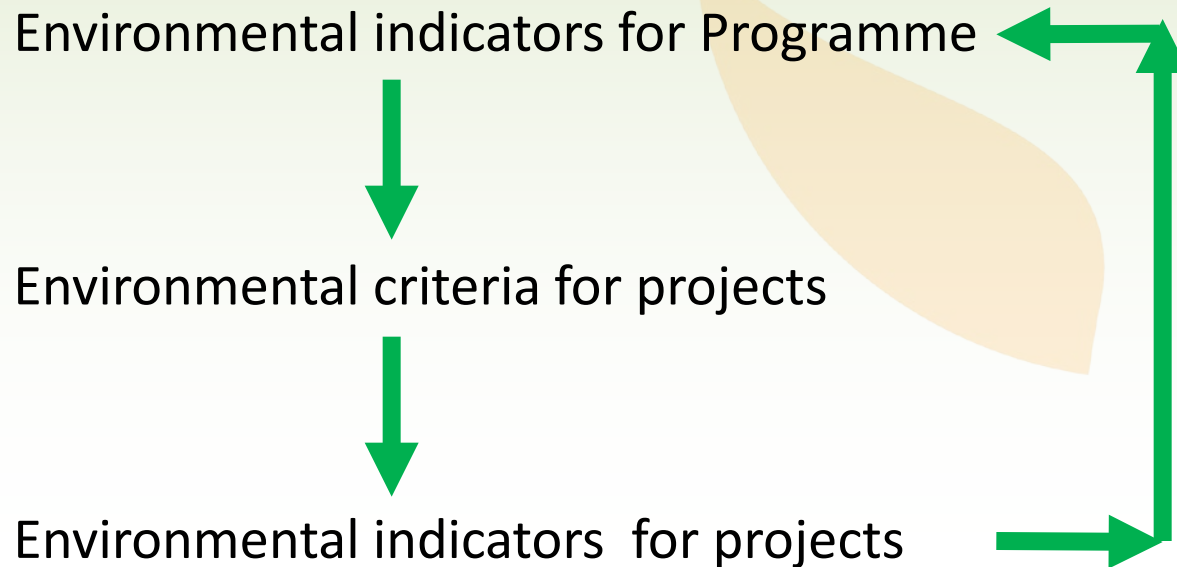 Environmental indicators for Programme
Environmental criteria for projects
Environmental indicators  for projects